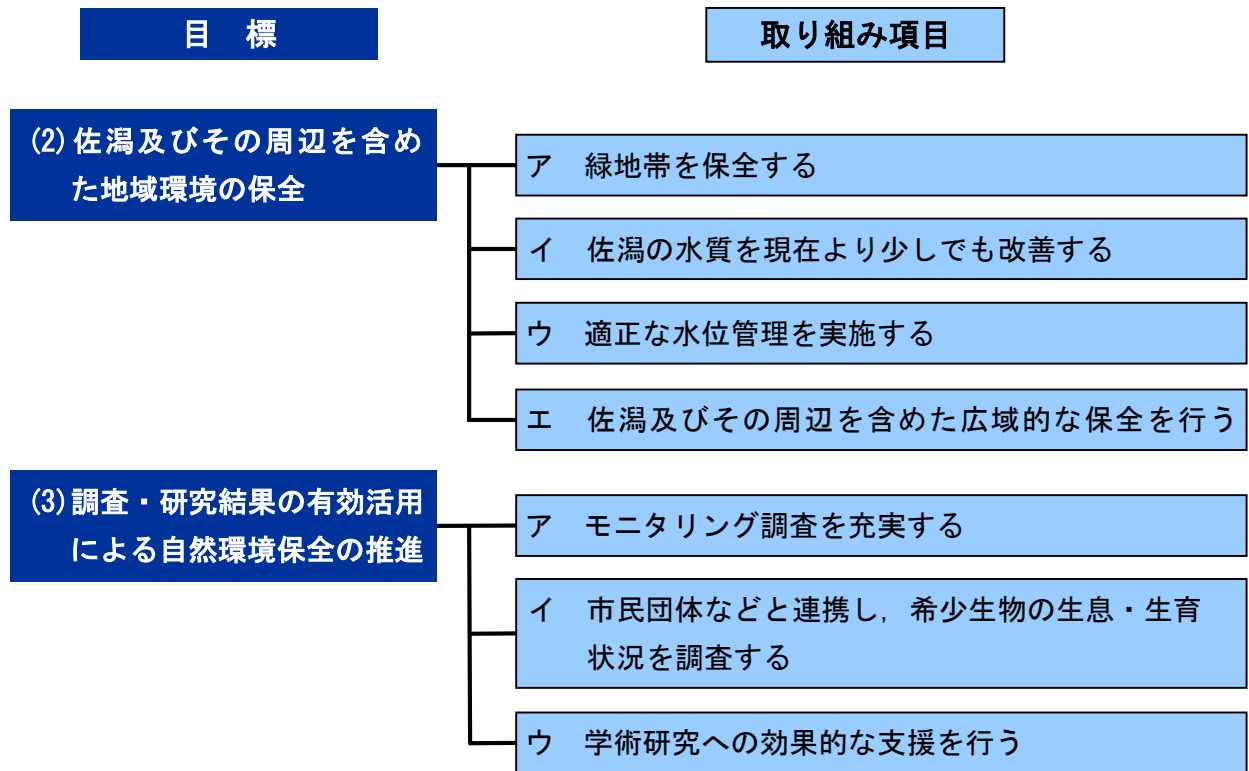 目 標
取り組み項目
(2)佐潟及びその周辺を含め
た地域環境の保全
ア 緑地帯を保全する
イ 佐潟の水質を現在より少しでも改善する
ウ 適正な水位管理を実施する
エ 佐潟及びその周辺を含めた広域的な保全を行う
(3)調査・研究結果の有効活用
による自然環境保全の推進
ア モニタリング調査を充実する
イ 市民団体などと連携し，希少生物の生息・生育
状況を調査する
ウ 学術研究への効果的な支援を行う